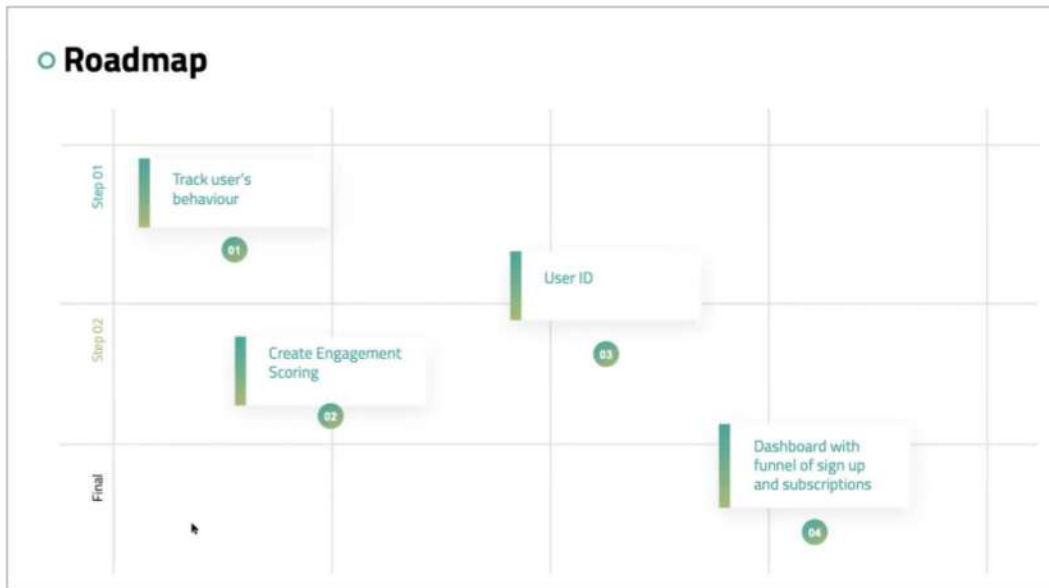 Roadmap
Step 01
Track user's
behaviour
01
User ID
03
Step 02
Create Engagement
Scoring
02
Dashboard with
funnel of sign up
and subscriptions
04
Final